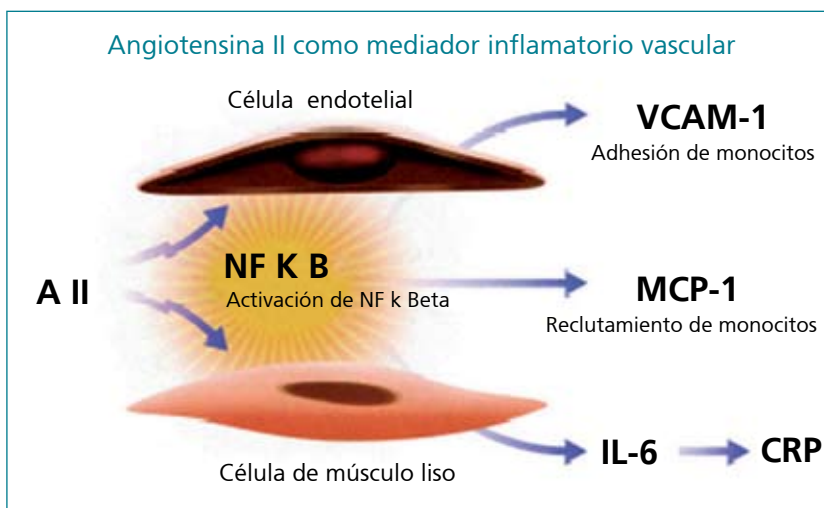 Angiotensina II como mediador inflamatorio vascular
Célula endotelial
VCAM-1
Adhesión de monocitos
A II
NF K B
Activación de NF k Beta
MCP-1
Reclutamiento de monocitos
Célula de músculo liso
IL-6
CRP